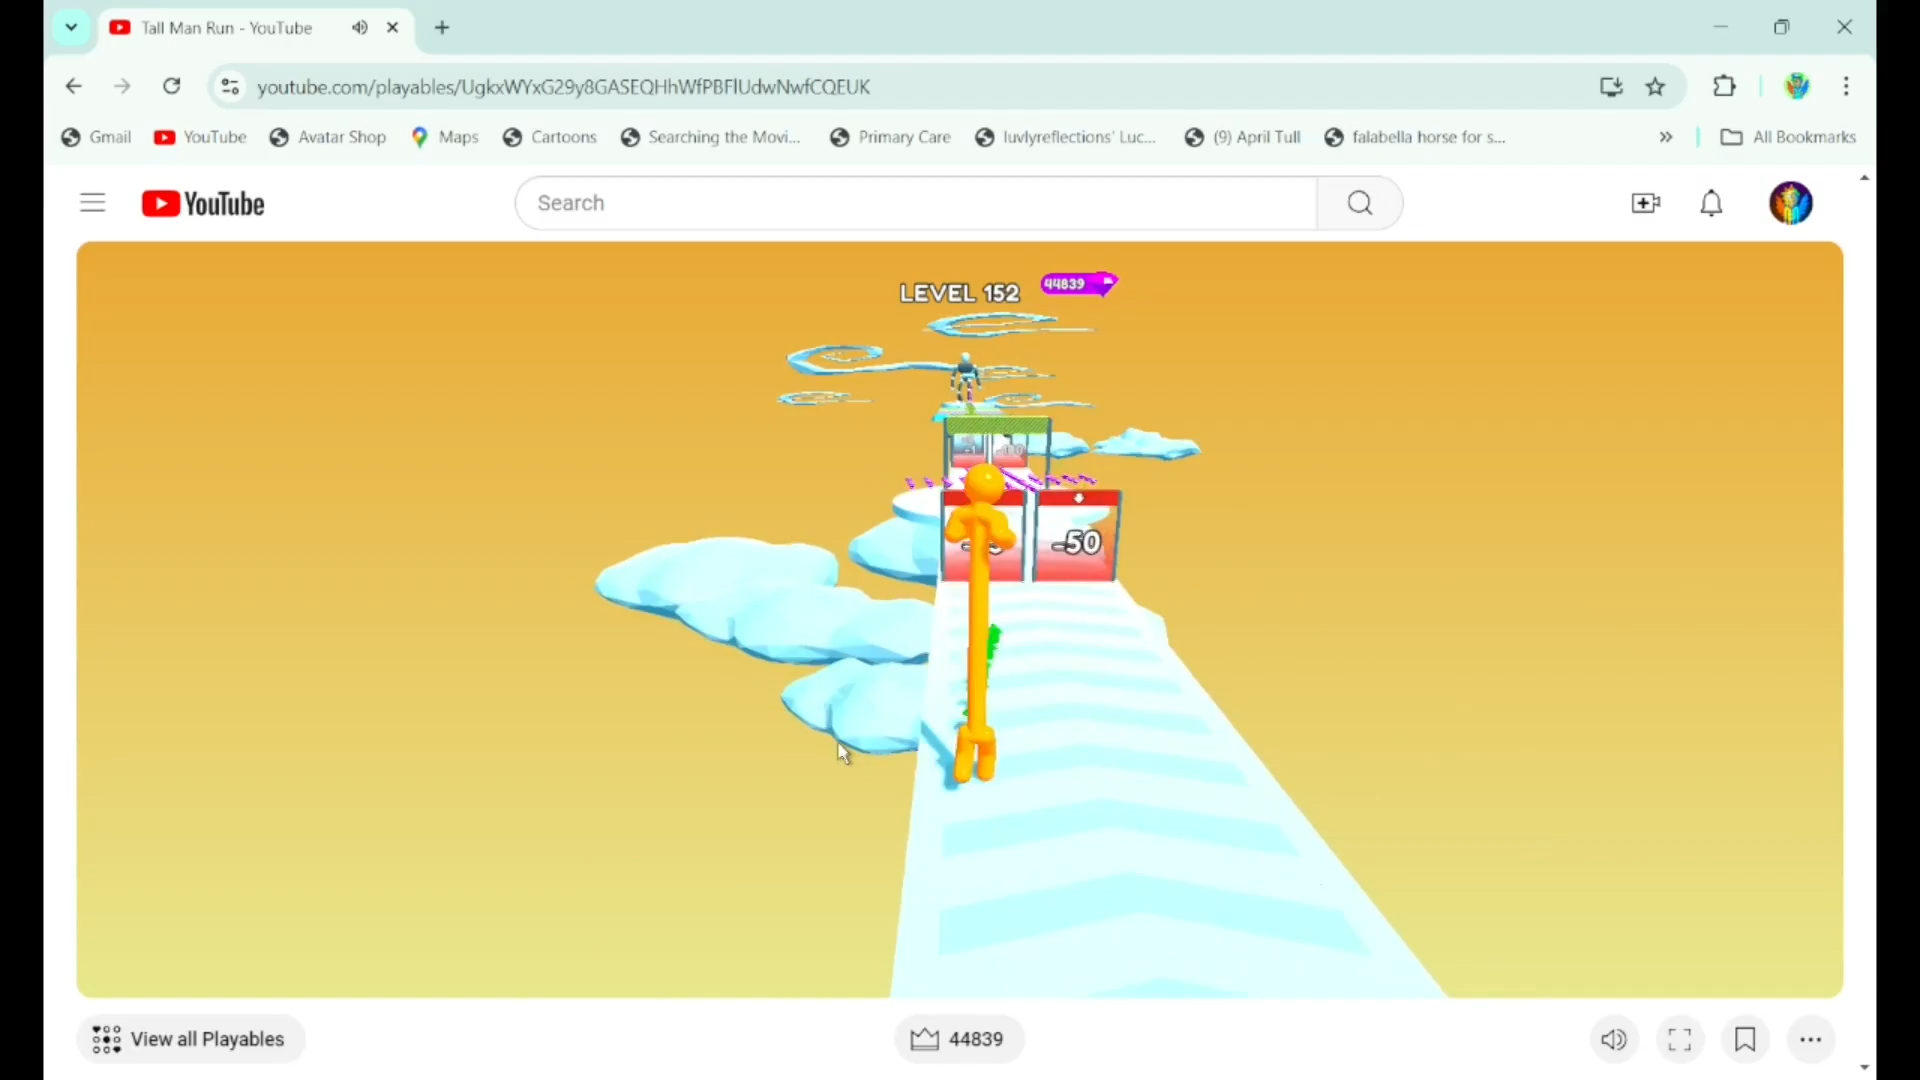 Tall Man Run - YouTube
youtube.com/playables/UgkxWYxG29y8GASEQHhWfPBFlUdwNwfCQEUK
Gmail YouTube Avatar Shop Maps Cartoons Searching the Movi... Primary Care luvlyreflections' Luc... (9) April Tull falabella horse for s... All Bookmarks
YouTube
Search
LEVEL 152
44839
-50
View all Playables
44839